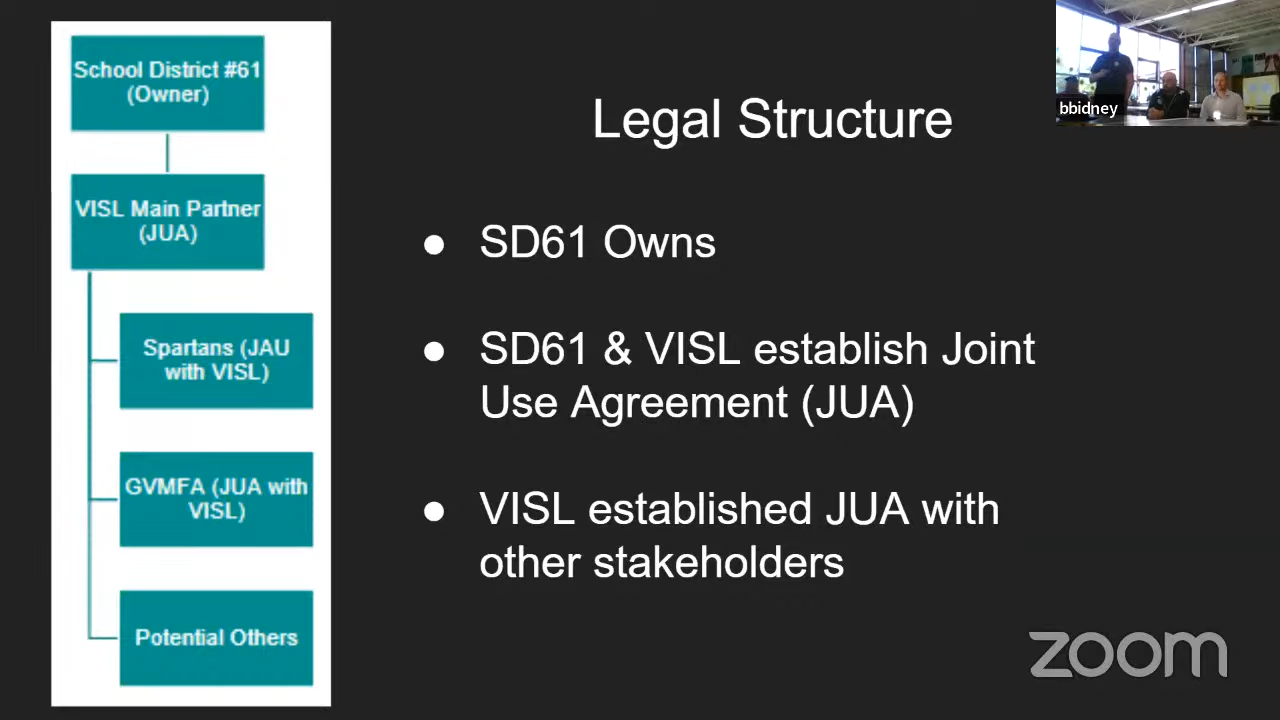 School District #61
(Owner)
VISL Main Partner
(JUA)
Spartans (JAU
with VISL)
GVMFA (JUA with
VISL)
Potential Others
Legal Structure
● SD61 Owns
● SD61 & VISL establish Joint
Use Agreement (JUA)
● VISL established JUA with
other stakeholders
bbidney
zoom